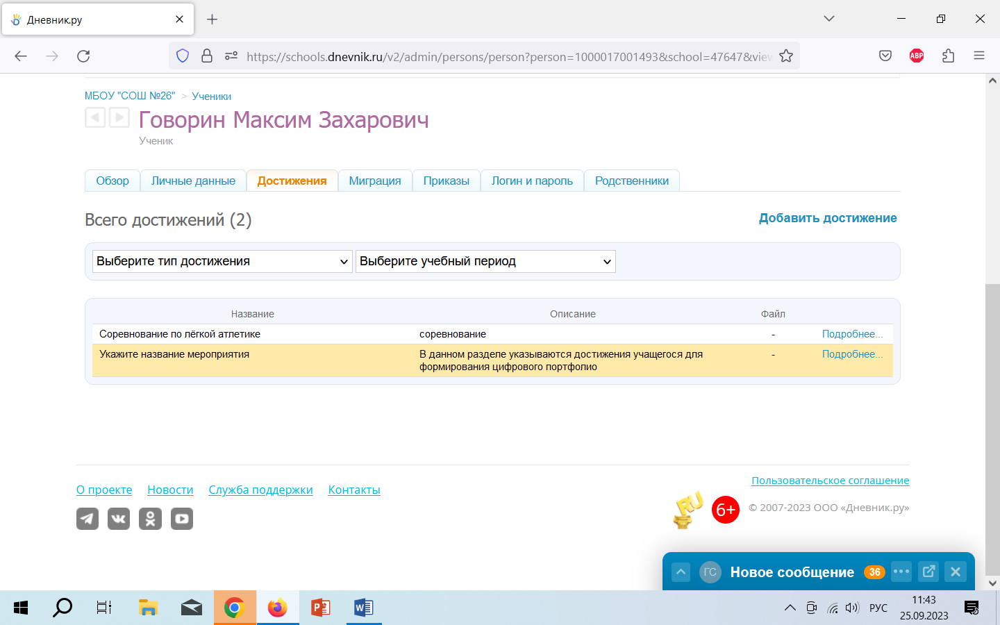 Дневник.ру
https://schools.dnevnik.ru/v2/admin/persons/person?person=1000017001493&school=47647&view
ABP
МБОУ "СОШ №26" > Ученики
Говорин Максим Захарович
Ученик
Обзор Личные данные Достижения Миграция Приказы Логин и пароль Родственники
Всего достижений (2) Добавить достижение
Выберите тип достижения Выберите учебный период
Название Описание Файл
Соревнование по лёгкой атлетике соревнование - Подробнее...
Укажите название мероприятия В данном разделе указываются достижения учащегося для - Подробнее...
формирования цифрового портфолио
Пользовательское соглашение
О проекте Новости Служба поддержки Контакты
RU 6+ © 2007-2023 ООО «Дневник.ру»
ГС Новое сообщение 36
11:43
РУС
25.09.2023